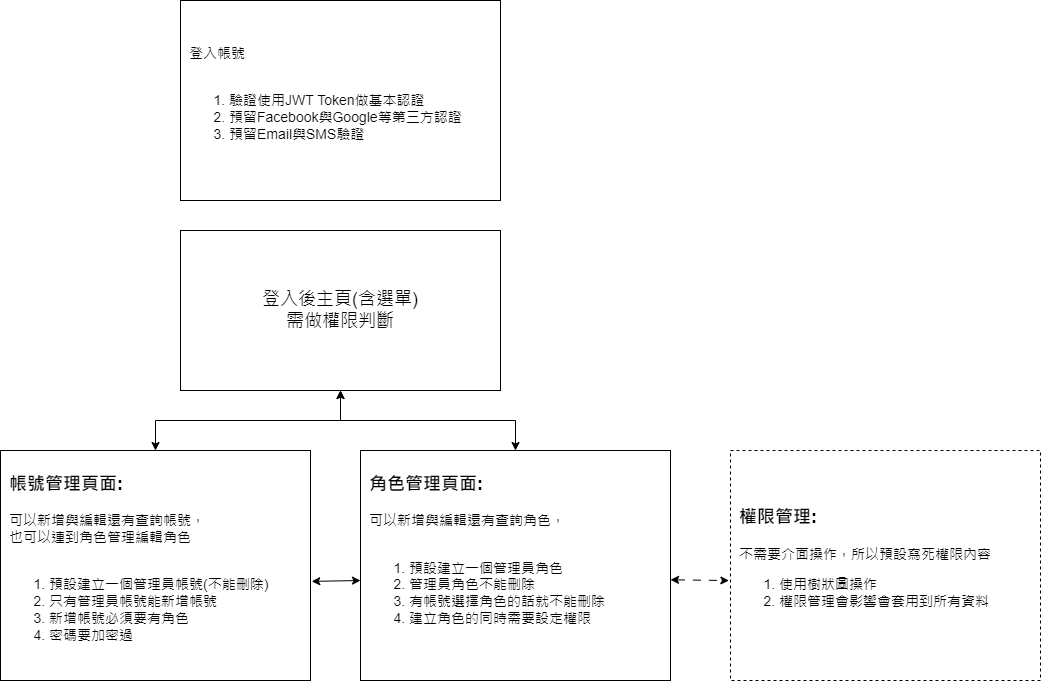 登入帳號
1. 驗證使用JWT Token做基本認證
2. 預留Facebook與Google等第三方認證
3. 預留Email與SMS驗證
登入後主頁(含選單)
需做權限判斷
帳號管理頁面:
可以新增與編輯還有查詢帳號，
也可以連到角色管理編輯角色
1. 預設建立一個管理員帳號(不能刪除)
2. 只有管理員帳號能新增帳號
3. 新增帳號必須要有角色
4. 密碼要加密過
角色管理頁面:
可以新增與編輯還有查詢角色，
1. 預設建立一個管理員角色
2. 管理員角色不能刪除
3. 有帳號選擇角色的話就不能刪除
4. 建立角色的同時需要設定權限
權限管理:
不需要介面操作，所以預設寫死權限內容
1. 使用樹狀圖操作
2. 權限管理會影響會套用到所有資料